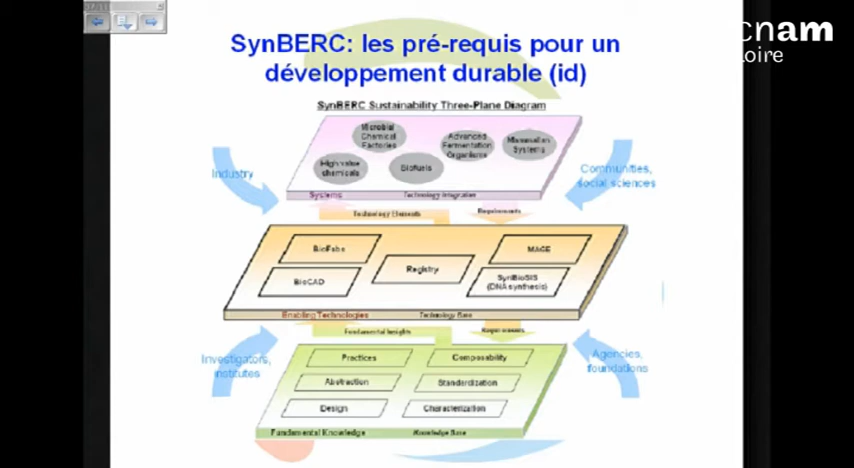 cnam
Loire
SynBERC: les pré-requis pour un
développement durable (id)
SynBERC Sustainability Three-Plane Diagram
Microbial
Chemical
Factories
Advanced
Fermentation
Organisms
Mammalian
Systems
High value
chemicals
Biofuels
Systems
Technology Integration
Industry
Communities,
social sciences
Technology Elements
Requirements
BioFabs
MAGE
Registry
BioCAD
SynBioSIS
(DNA synthesis)
Enabling Technologies
Technology Base
Fundamental Insights
Requirements
Investigators,
institutes
Agencies,
foundations
Practices
Composability
Abstraction
Standardization
Design
Characterization
Fundamental Knowledge
Knowledge Base